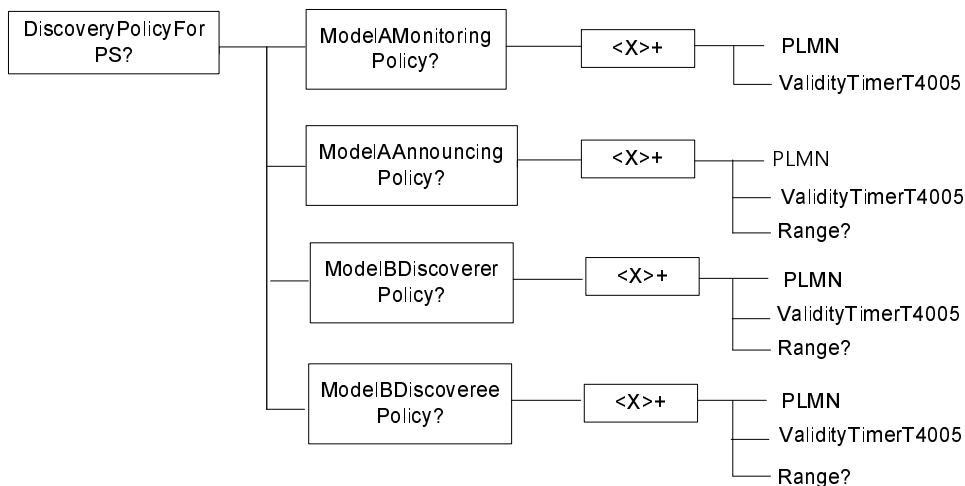 DiscoveryPolicyFor
PS?
ModelAMonitoring
Policy?
<X>+
PLMN
ValidityTimerT4005
ModelAAnnouncing
Policy?
<X>+
PLMN
ValidityTimerT4005
Range?
ModelBDiscoverer
Policy?
<X>+
PLMN
ValidityTimerT4005
Range?
ModelBDiscoveree
Policy?
<X>+
PLMN
ValidityTimerT4005
Range?